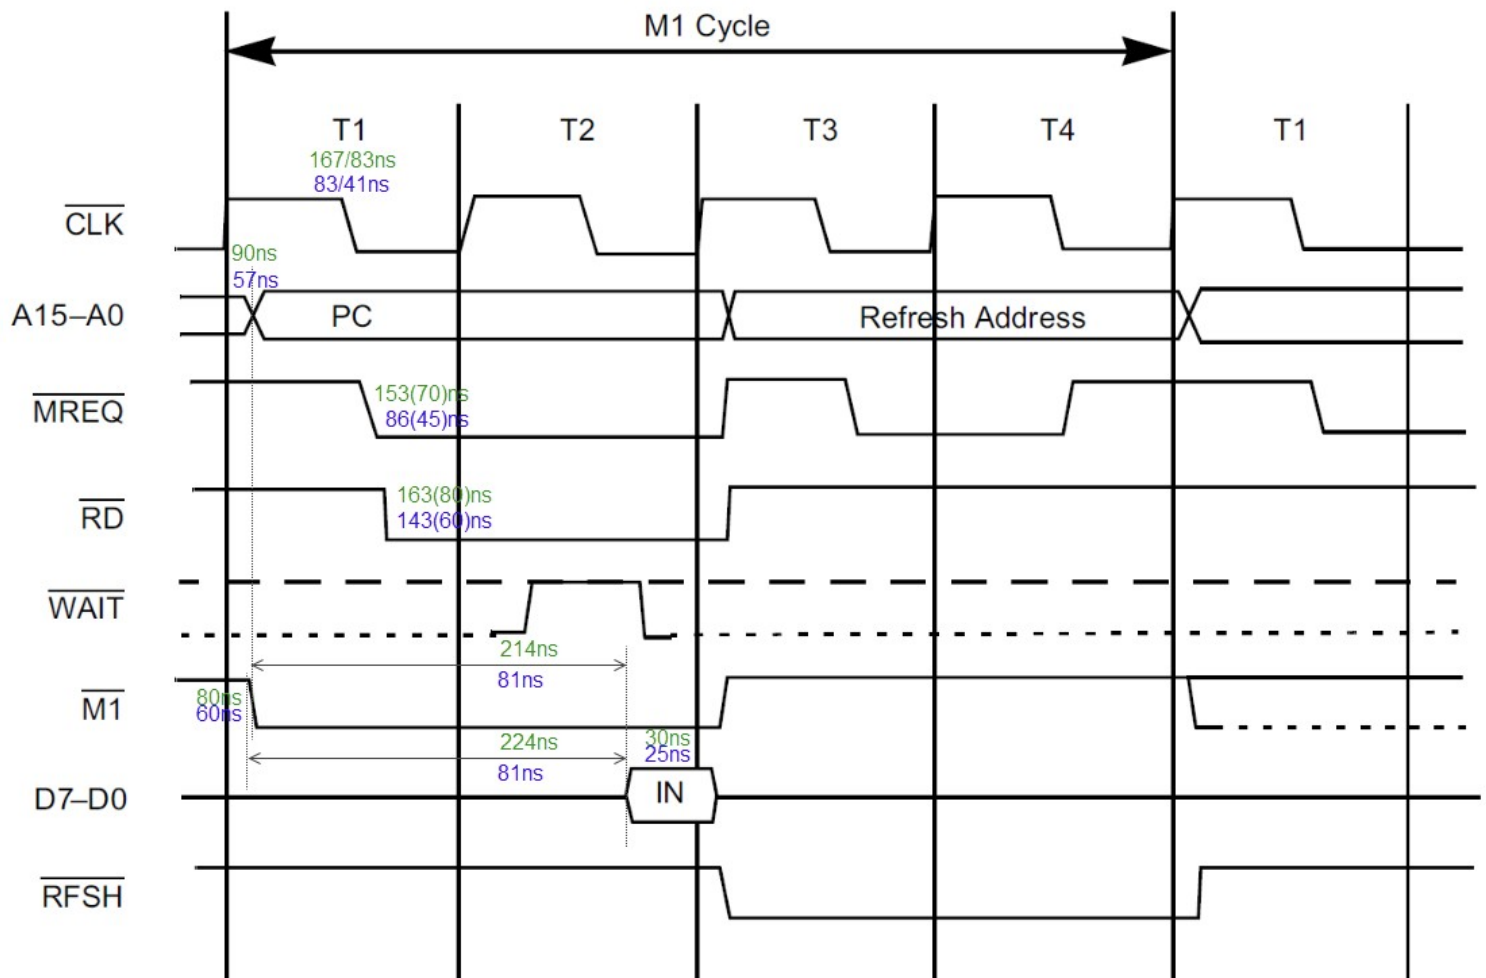 M1 Cycle
T1 T2 T3 T4 T1
167/83ns
83/41ns
CLK
90ns
57ns
A15–A0 PC Refresh Address
MREQ
153(70)ns
86(45)ns
RD
163(80)ns
143(60)ns
WAIT
214ns
81ns
M1
80ns
60ns
224ns
81ns
30ns
25ns
D7–D0 IN
RFSH